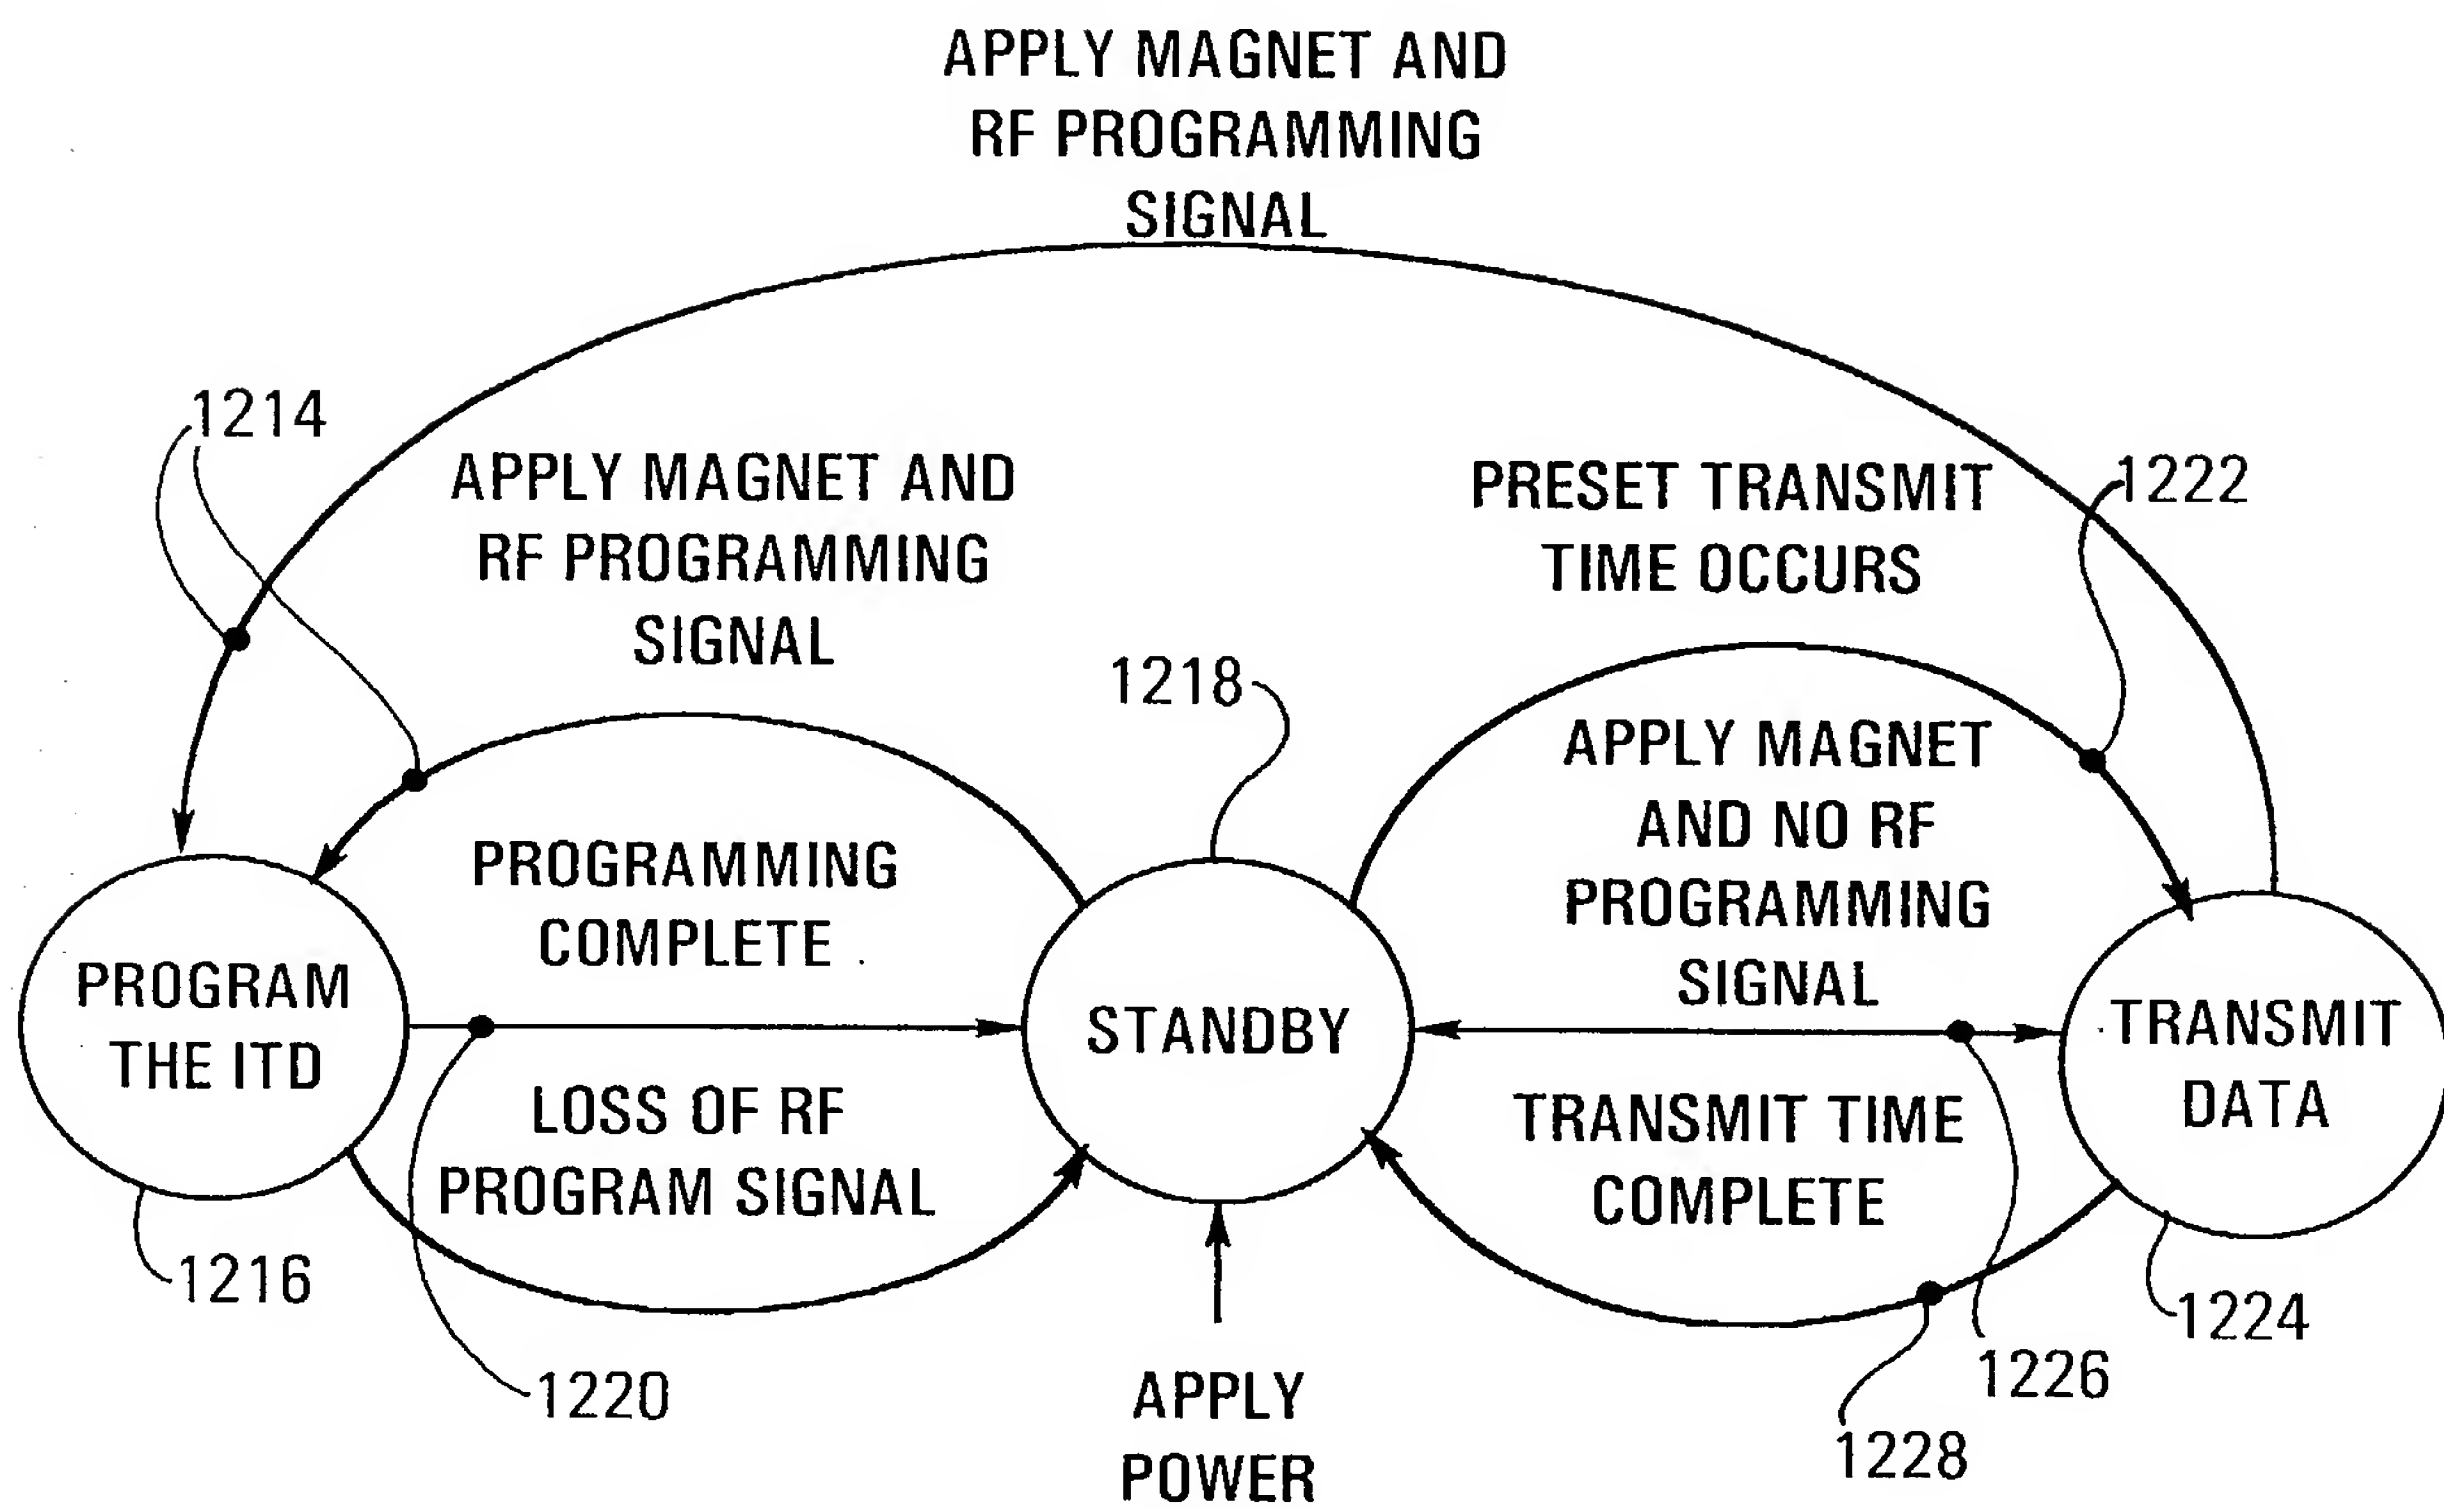 APPLY MAGNET AND
RF PROGRAMMING
SIGNAL
1214
APPLY MAGNET AND
RF PROGRAMMING
SIGNAL
PRESET TRANSMIT
TIME OCCURS
1222
1218
APPLY MAGNET
AND NO RF
PROGRAMMING
SIGNAL
PROGRAMMING
COMPLETE
PROGRAM
THE ITD
STANDBY
TRANSMIT
DATA
LOSS OF RF
PROGRAM SIGNAL
TRANSMIT TIME
COMPLETE
1216
1220
APPLY
POWER
1224
1226
1228